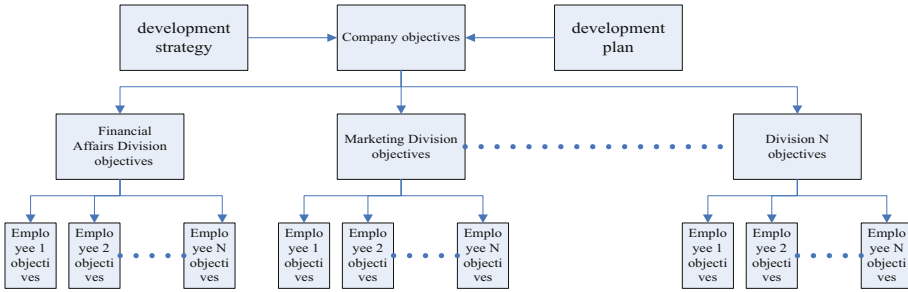 development
strategy
Company objectives
development
plan
Financial
Affairs Division
objectives
Marketing Division
objectives
Division N
objectives
Emplo
yee 1
objecti
ves
Emplo
yee 2
objecti
ves
Emplo
yee N
objecti
ves
Emplo
yee 1
objecti
ves
Emplo
yee 2
objecti
ves
Emplo
yee N
objecti
ves
Emplo
yee 1
objecti
ves
Emplo
yee 2
objecti
ves
Emplo
yee N
objecti
ves